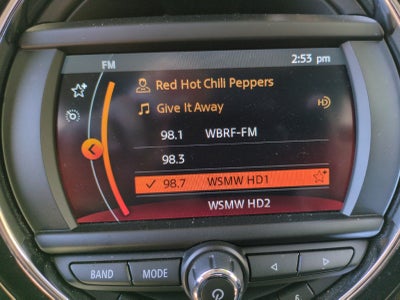 FM 2:53 pm
Red Hot Chili Peppers
Give It Away HD
98.1 WBRF-FM
98.3
98.7 WSMW HD1
WSMW HD2
BAND MODE
6